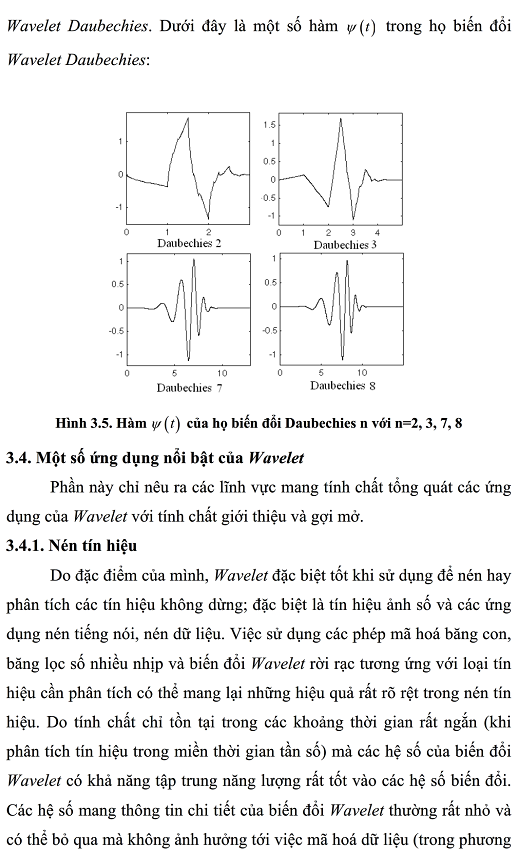 Wavelet Daubechies. Dưới đây là một số hàm ψ(t) trong họ biến đổi
Wavelet Daubechies:
1
0
-1
0 1 2
Daubechies 2
1.5
1
0.5
0
-0.5
-1
0 1 2 3 4
Daubechies 3
1
0.5
0
-0.5
-1
0 5 10
Daubechies 7
1
0.5
0
-0.5
-1
0 5 10
Daubechies 8
Hình 3.5. Hàm ψ(t) của họ biến đổi Daubechies n với n=2, 3, 7, 8
3.4. Một số ứng dụng nổi bật của Wavelet
Phần này chỉ nêu ra các lĩnh vực mang tính chất tổng quát các ứng
dụng của Wavelet với tính chất giới thiệu và gợi mở.
3.4.1. Nén tín hiệu
Do đặc điểm của mình, Wavelet đặc biệt tốt khi sử dụng để nén hay
phân tích các tín hiệu không dừng; đặc biệt là tín hiệu ảnh số và các ứng
dụng nén tiếng nói, nén dữ liệu. Việc sử dụng các phép mã hoá băng con,
băng lọc số nhiều nhịp và biến đổi Wavelet rời rạc tương ứng với loại tín
hiệu cần phân tích có thể mang lại những hiệu quả rất rõ rệt trong nén tín
hiệu. Do tính chất chỉ tồn tại trong các khoảng thời gian rất ngắn (khi
phân tích tín hiệu trong miền thời gian tần số) mà các hệ số của biến đổi
Wavelet có khả năng tập trung năng lượng rất tốt vào các hệ số biến đổi.
Các hệ số mang thông tin chi tiết của biến đổi Wavelet thường rất nhỏ và
có thể bỏ qua mà không ảnh hưởng tới việc mã hoá dữ liệu (trong phương